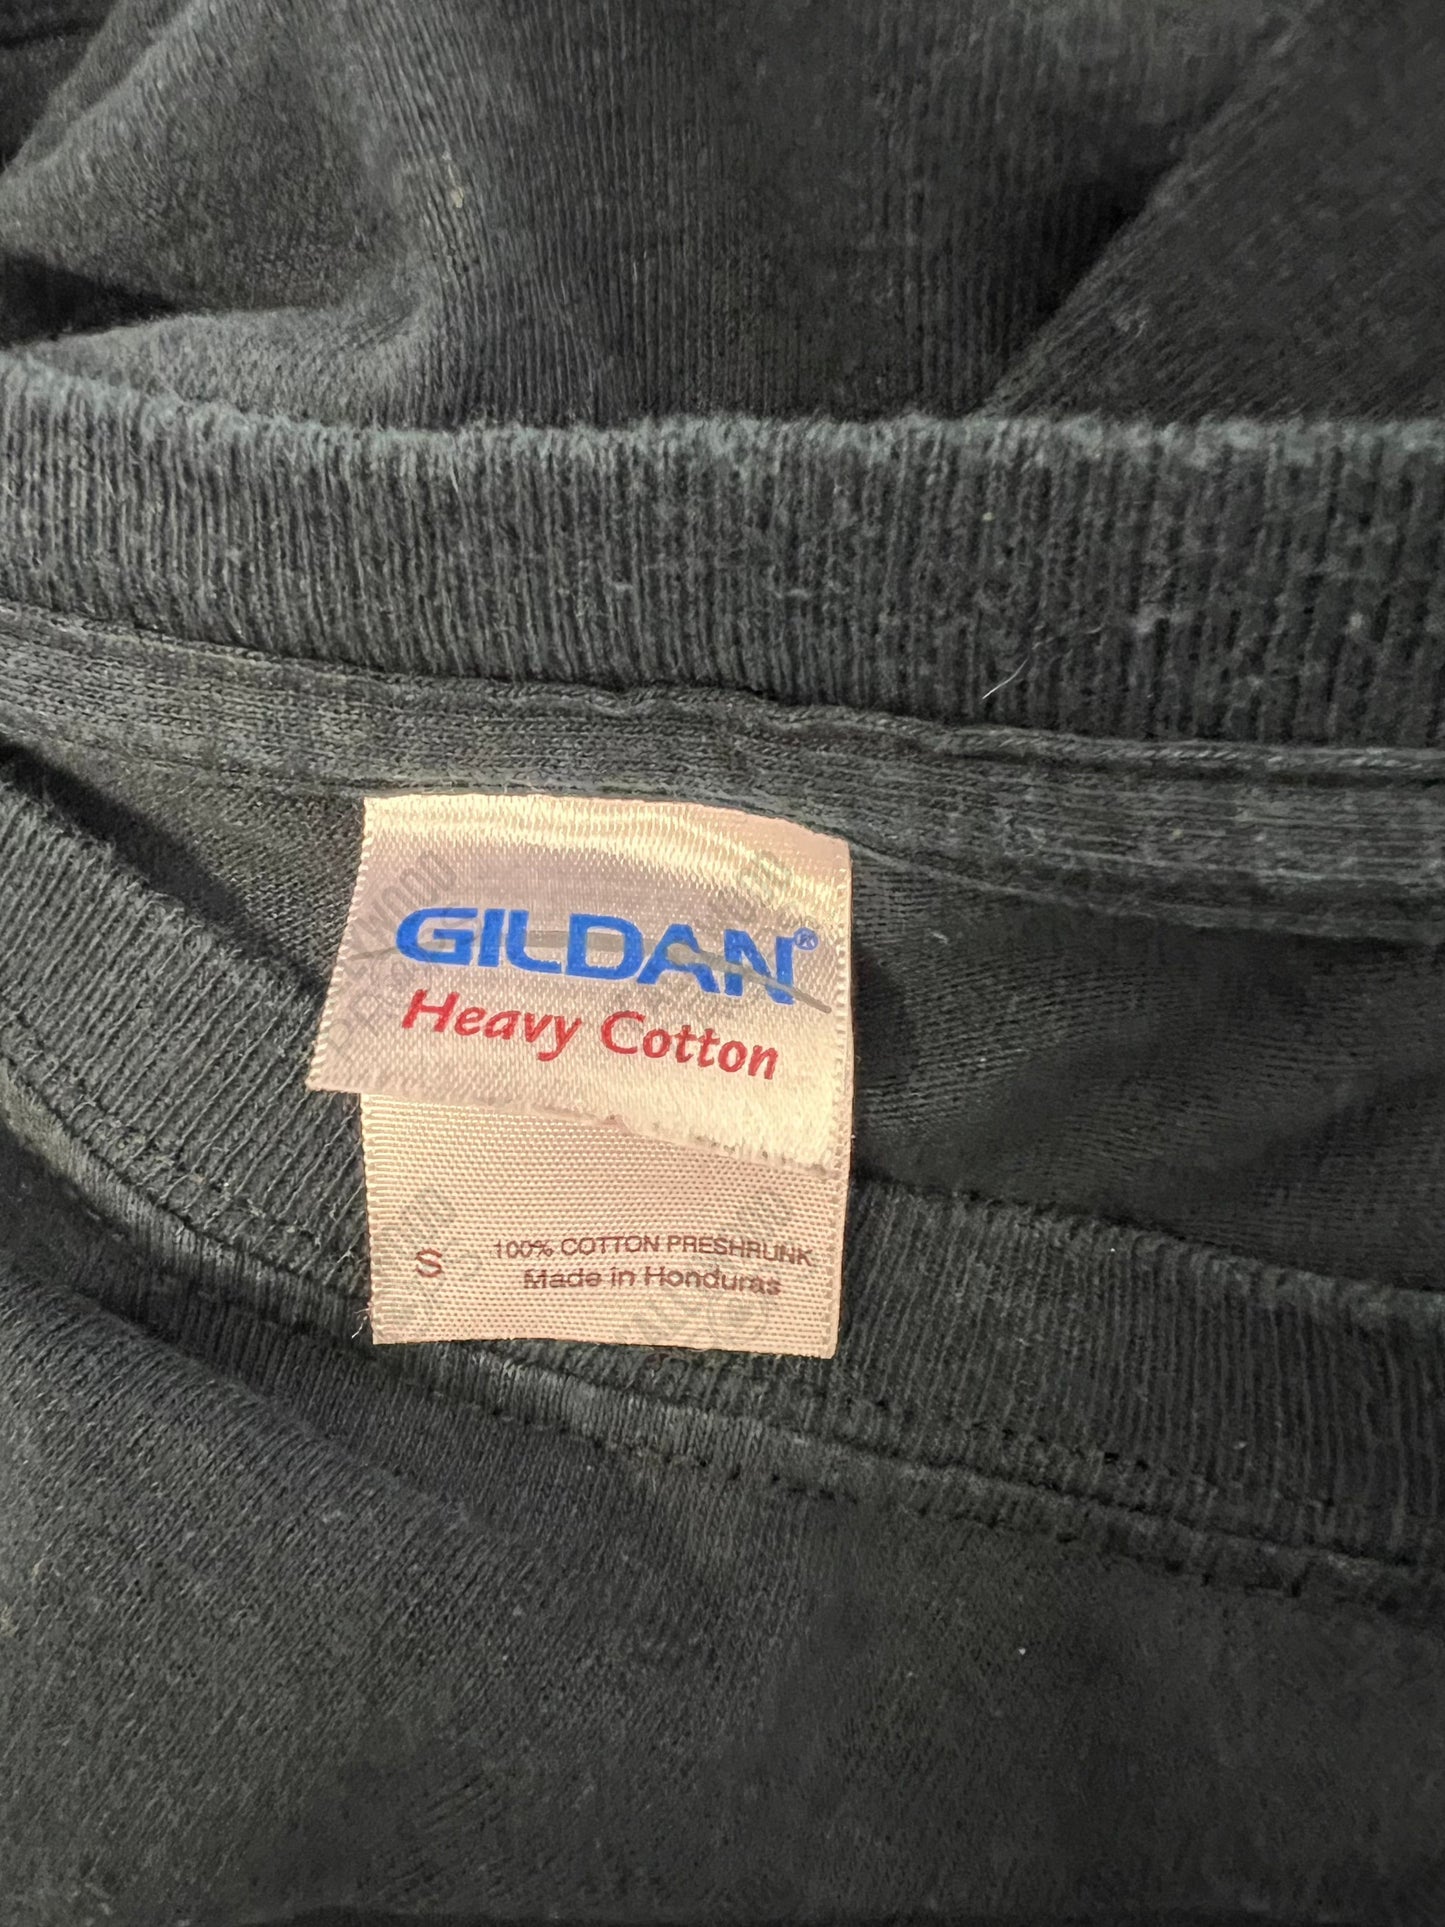 GILDAN®
Heavy Cotton
S 100% COTTON PRESHRUNK
Made in Honduras